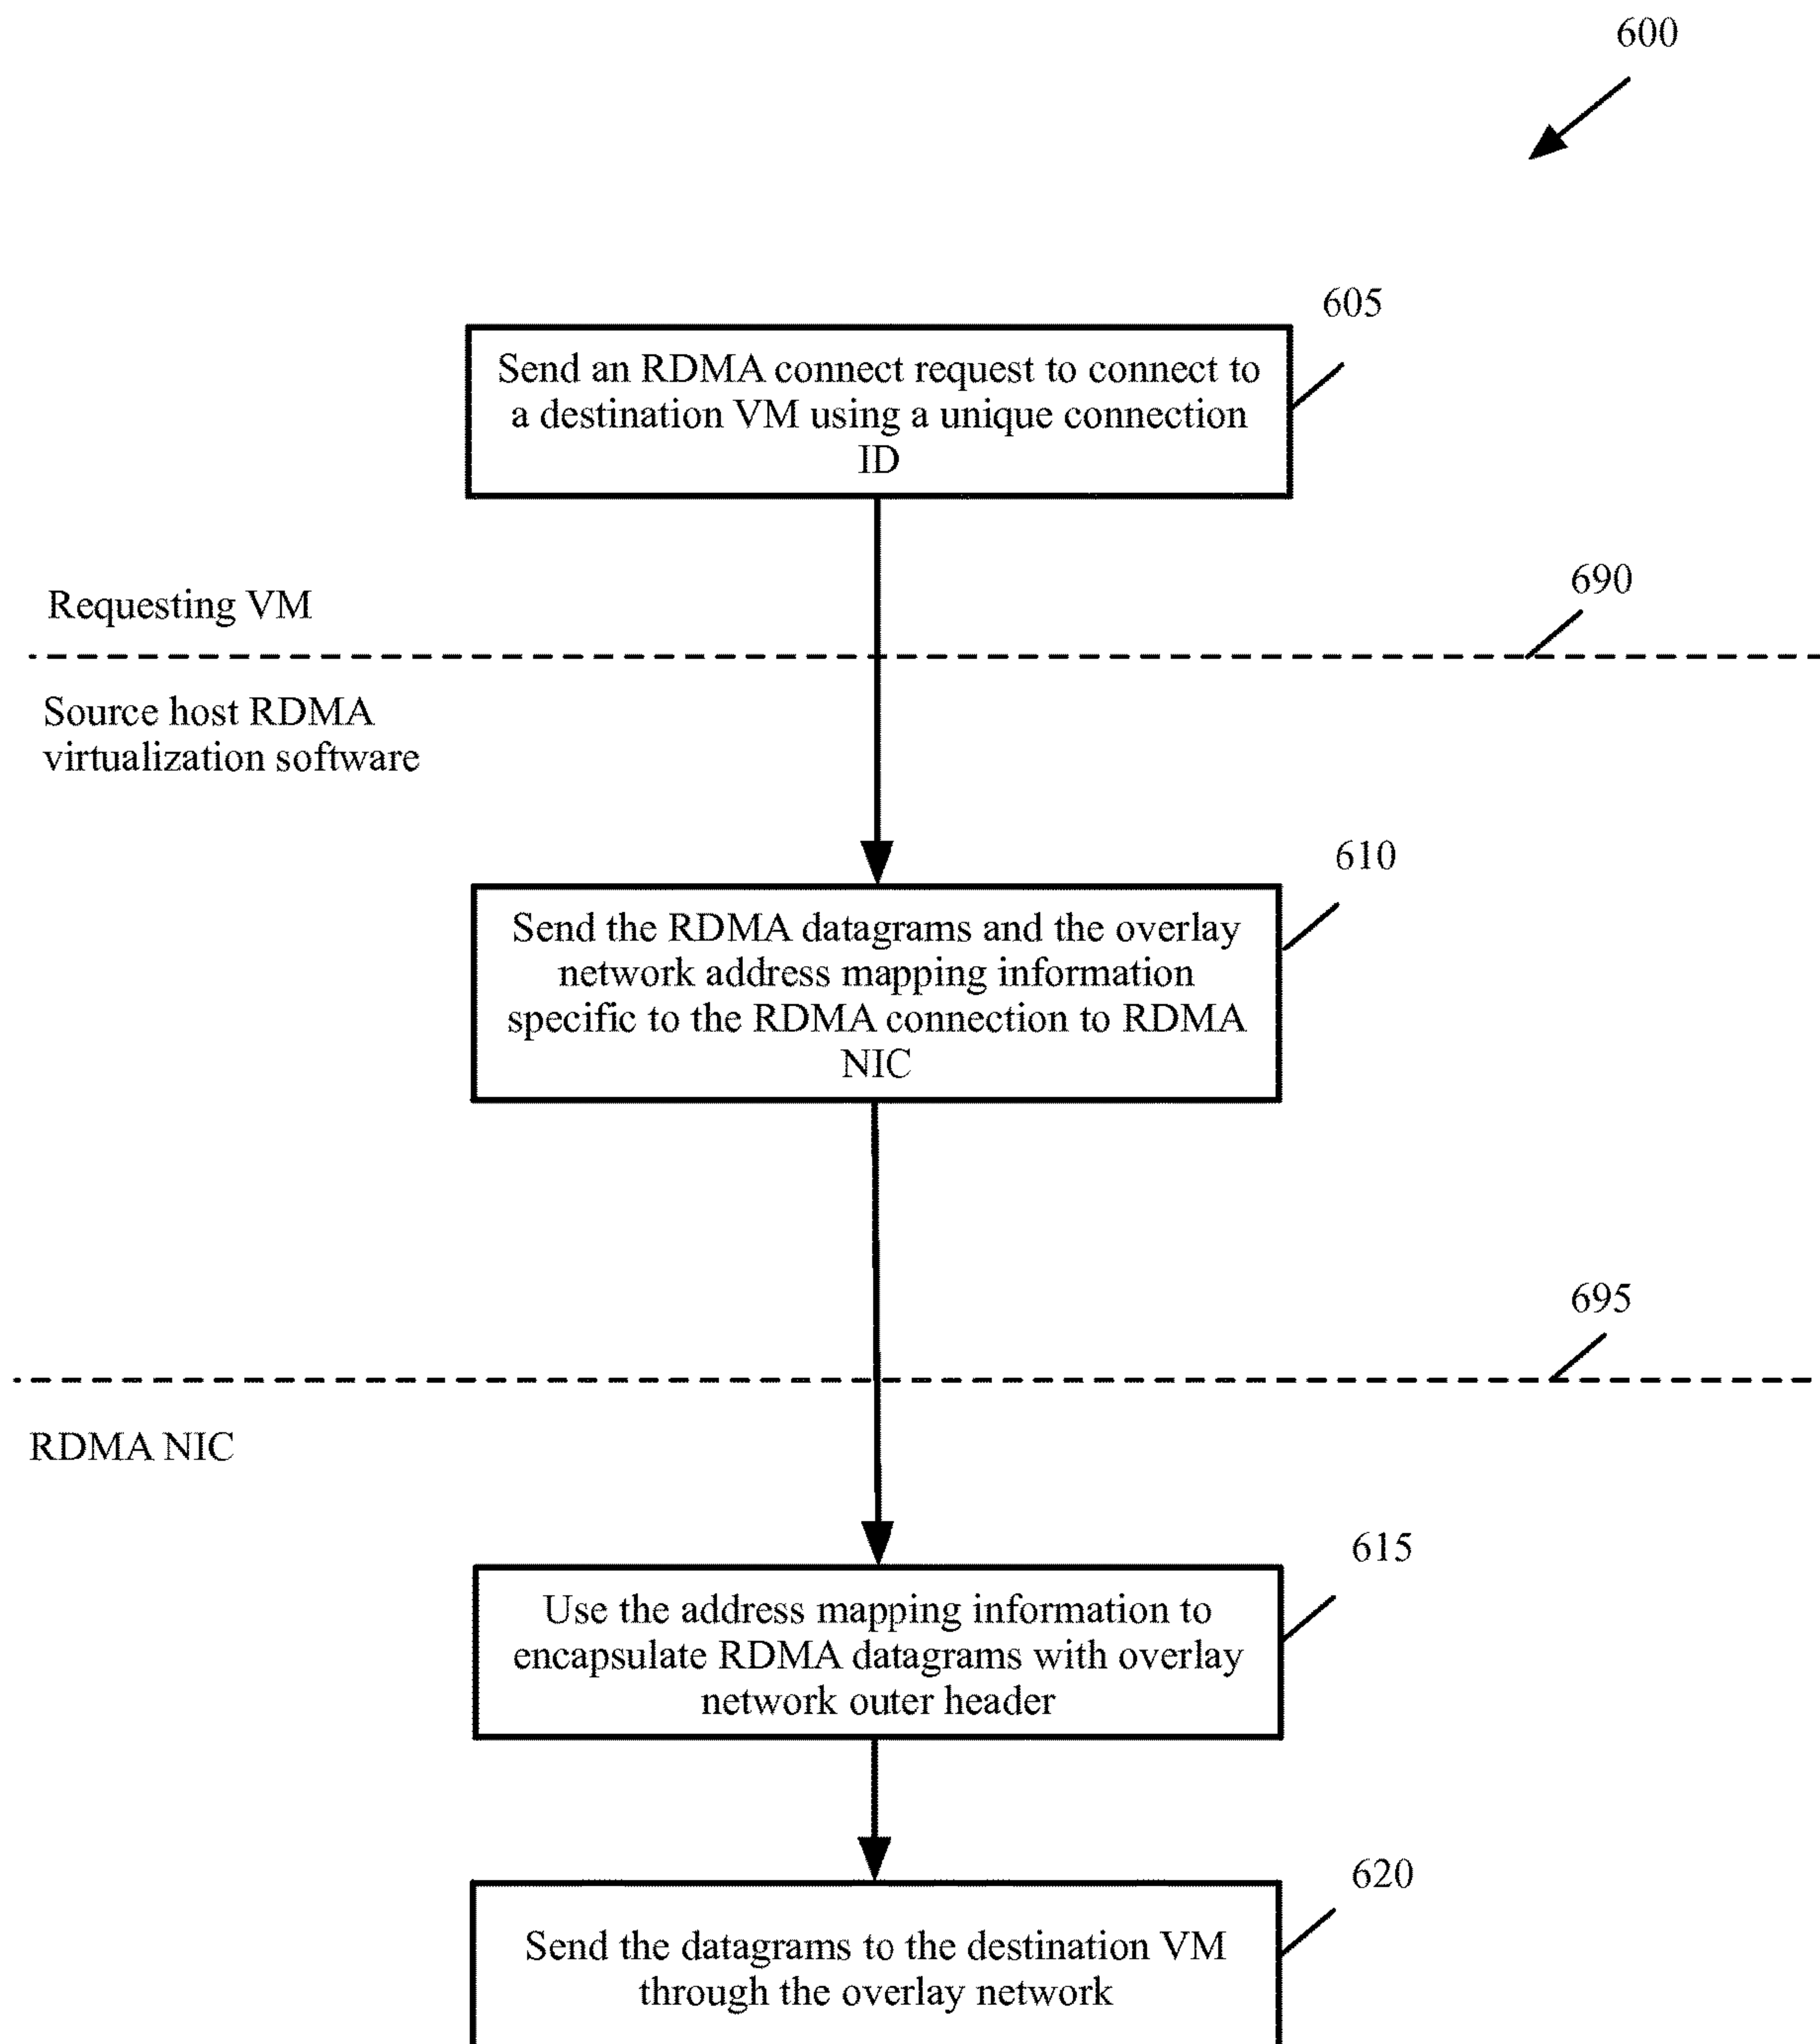 600
605
Send an RDMA connect request to connect to
a destination VM using a unique connection
ID
690
Requesting VM
Source host RDMA
virtualization software
610
Send the RDMA datagrams and the overlay
network address mapping information
specific to the RDMA connection to RDMA
NIC
695
RDMA NIC
615
Use the address mapping information to
encapsulate RDMA datagrams with overlay
network outer header
620
Send the datagrams to the destination VM
through the overlay network